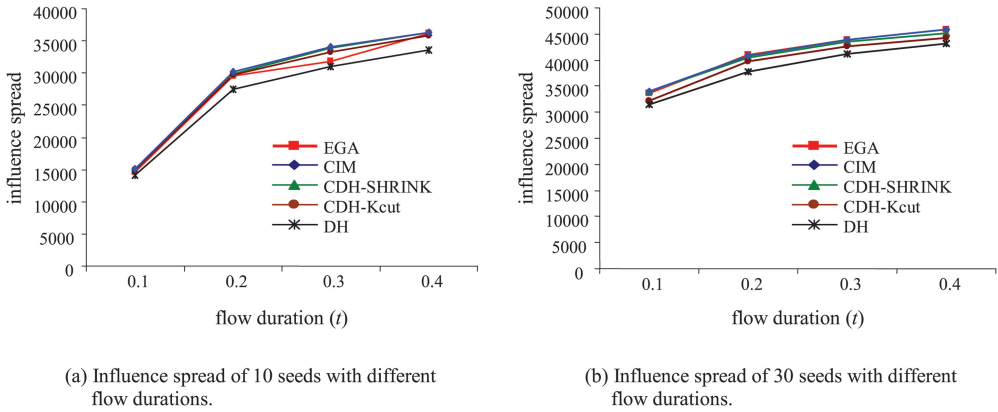 40000
35000
30000
25000
15000
10000
5000
0
influence spread
EGA
CIM
CDH-SHRINK
CDH-Kcut
DH
0.1 0.2 0.3 0.4
flow duration (t)
(a) Influence spread of 10 seeds with different
flow durations.
50000
45000
40000
35000
30000
25000
20000
15000
10000
5000
0
influence spread
EGA
CIM
CDH-SHRINK
CDH-Kcut
DH
0.1 0.2 0.3 0.4
flow duration (t)
(b) Influence spread of 30 seeds with different
flow durations.